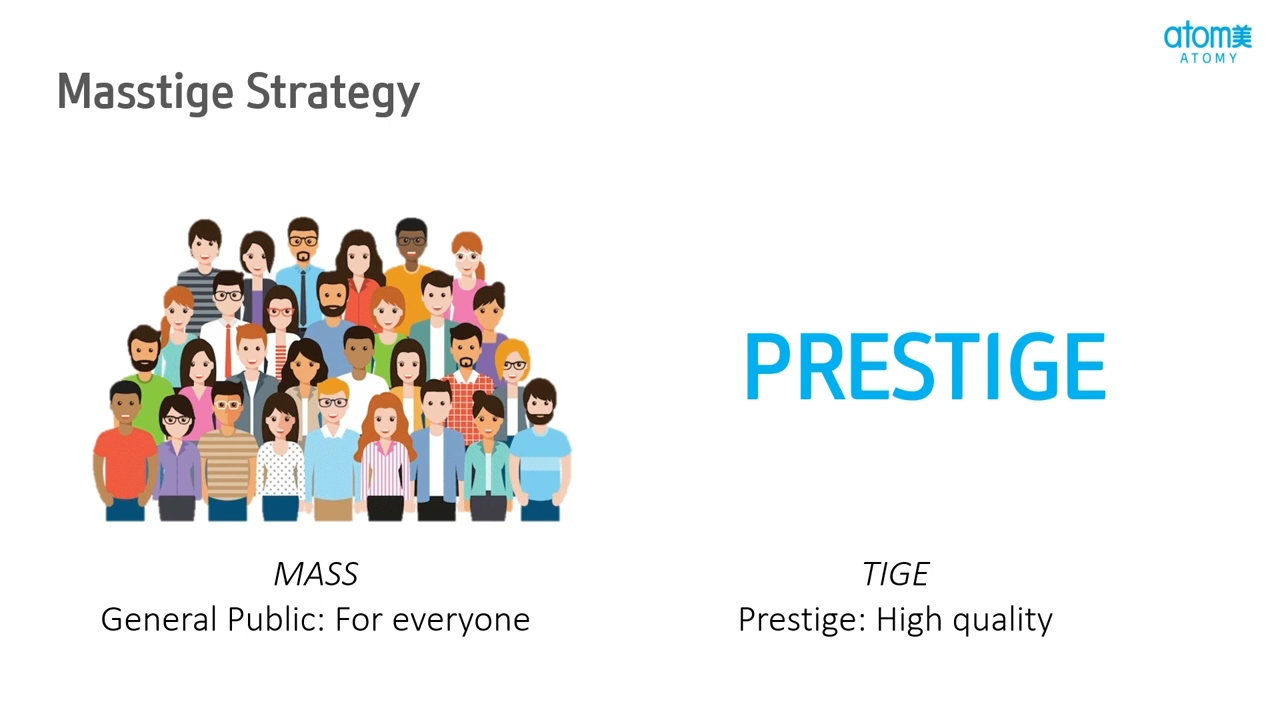 atom美
ATOMY
Masstige Strategy
PRESTIGE
MASS
General Public: For everyone
TIGE
Prestige: High quality